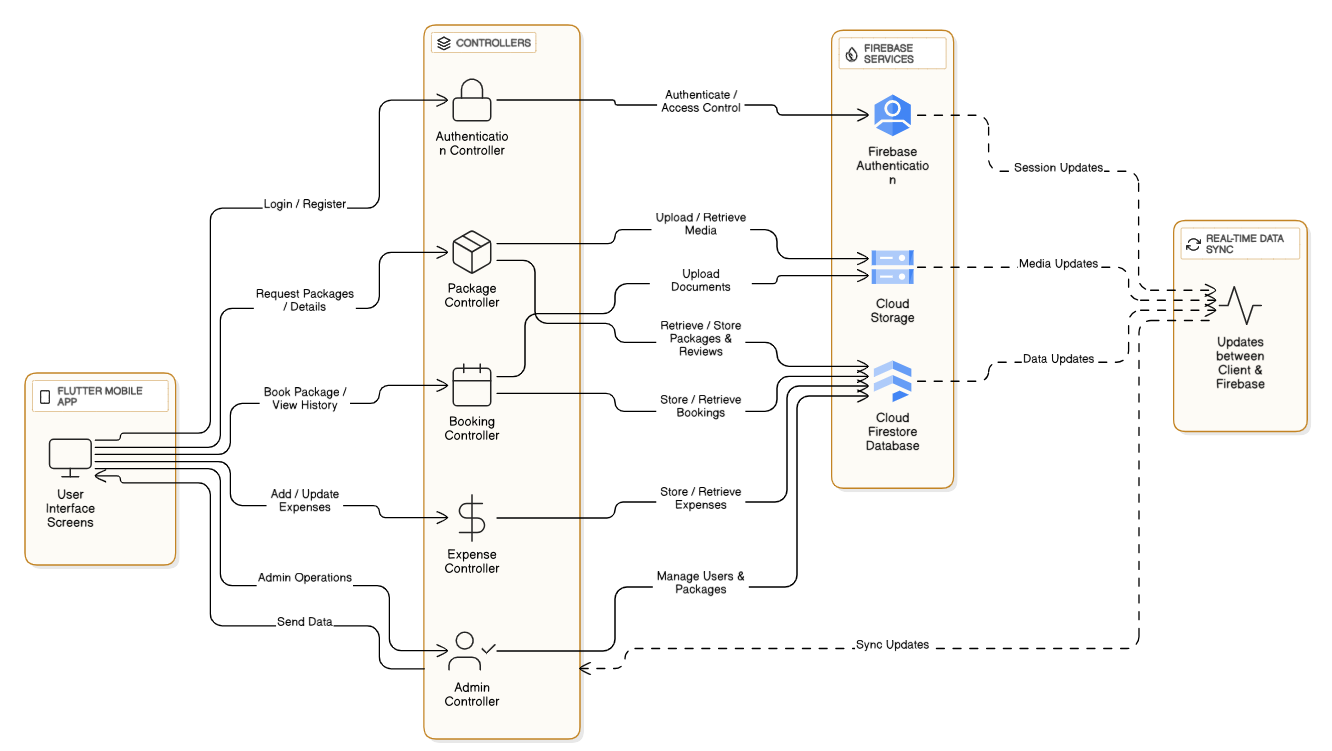 CONTROLLERS
FIREBASE
SERVICES
Authenticatio
n Controller
Authenticate /
Access Control
Firebase
Authenticatio
n
Session Updates
Login / Register
Package
Controller
Upload / Retrieve
Media
Upload
Documents
Cloud
Storage
Media Updates
REAL-TIME DATA
SYNC
Updates
between
Client &
Firebase
Request Packages
/ Details
Retrieve / Store
Packages &
Reviews
Data Updates
FLUTTER MOBILE
APP
User
Interface
Screens
Book Package /
View History
Booking
Controller
Store / Retrieve
Bookings
Cloud
Firestore
Database
Add / Update
Expenses
Expense
Controller
Store / Retrieve
Expenses
Admin Operations
Manage Users &
Packages
Send Data
Admin
Controller
Sync Updates